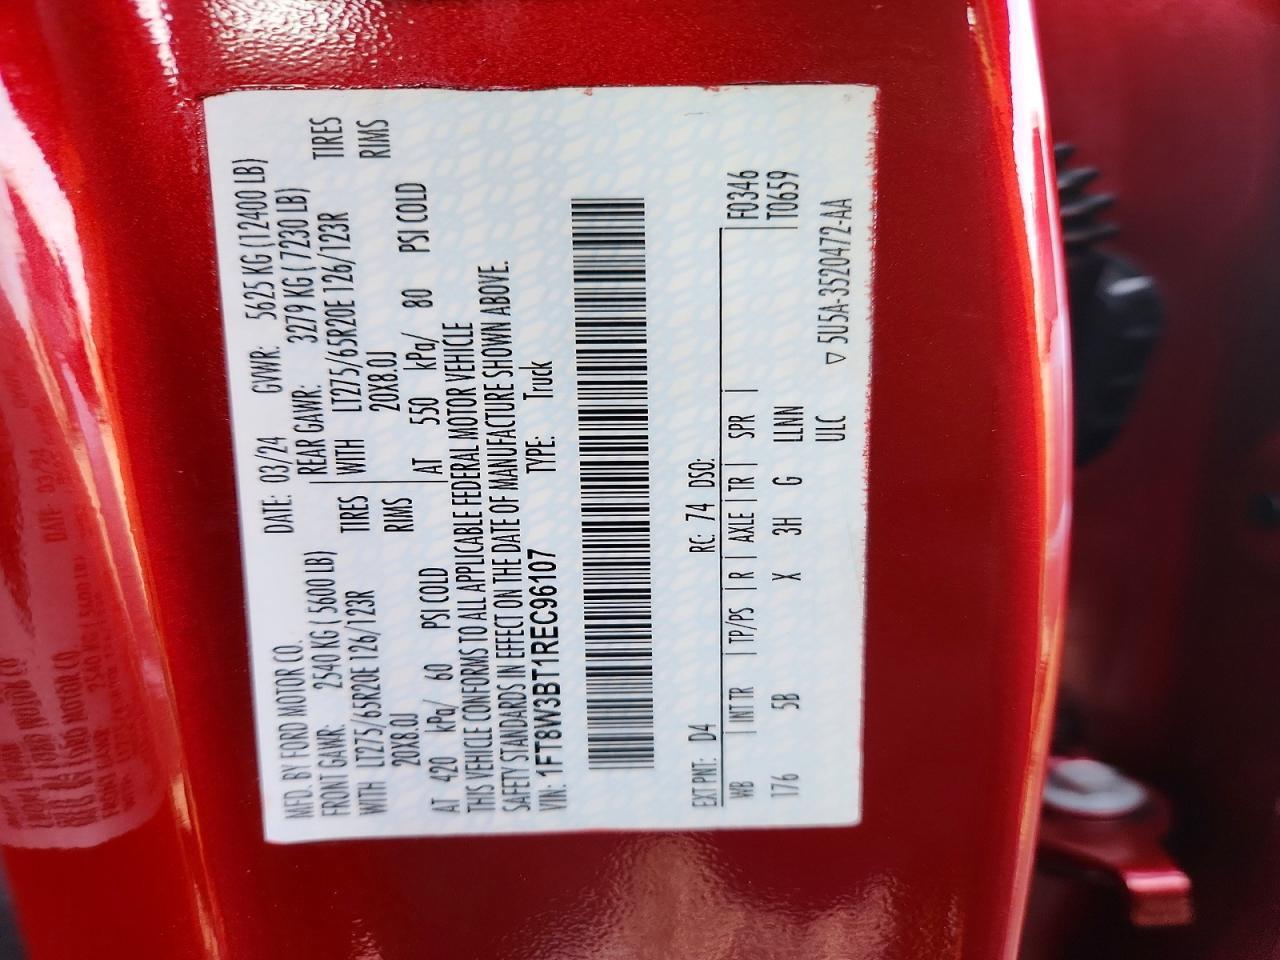 MFD. BY FORD MOTOR CO.
DATE: 03/24 GVWR: 5625 KG (12400 LB)
FRONT GAWR: 2540 KG ( 5600 LB)
REAR GAWR: 3279 KG ( 7230 LB)
WITH LT275/65R20E 126/123R TIRES
WITH LT275/65R20E 126/123R TIRES
20X8.0J RIMS
20X8.0J RIMS
AT 420 kPa/ 60 PSI COLD
AT 550 kPa/ 80 PSI COLD
THIS VEHICLE CONFORMS TO ALL APPLICABLE FEDERAL MOTOR VEHICLE
SAFETY STANDARDS IN EFFECT ON THE DATE OF MANUFACTURE SHOWN ABOVE.
VIN: 1FT8W3BT1REC96107 TYPE: Truck
EXT PNT: D4 RC: 74 DSO:
WB | INT TR | TP/PS | R | AXLE | TR | SPR | F0346
176 5B X 3H G LLNN T0659
ULC ▽ 5U5A-3520472-AA